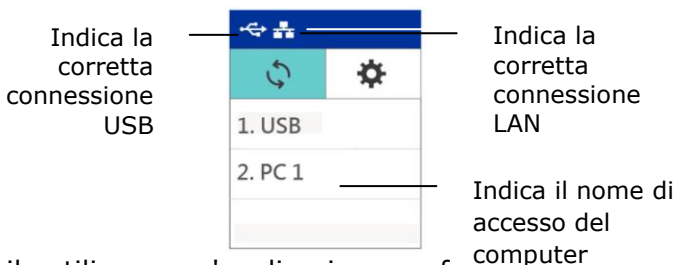 Indica la
corretta
connessione
USB
1. USB
2. PC 1
Indica la
corretta
connessione
LAN
Indica il nome di
accesso del
computer